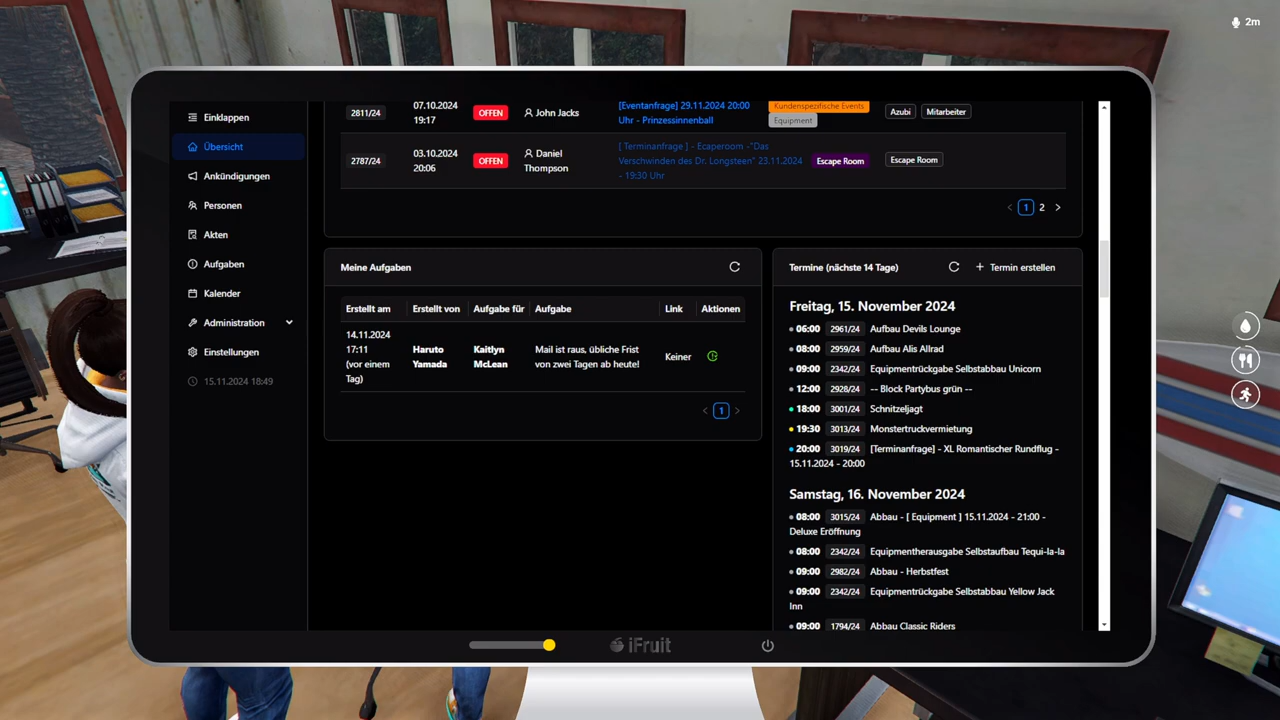 2m
Einklappen
Übersicht
Ankündigungen
Personen
Akten
Aufgaben
Kalender
Administration
Einstellungen
15.11.2024 18:49
2811/24
07.10.2024
19:17
OFFEN
John Jacks
[Eventanfrage] 29.11.2024 20:00
Uhr - Prinzessinnenball
Kundenspezifische Events
Equipment
Azubi
Mitarbeiter
2787/24
03.10.2024
20:06
OFFEN
Daniel
Thompson
[ Terminanfrage ] - Ecaperoom -"Das
Verschwinden des Dr. Longsteen" 23.11.2024
- 19:30 Uhr
Escape Room
Escape Room
< 1 2 >
Meine Aufgaben
Erstellt am Erstellt von Aufgabe für Aufgabe Link Aktionen
14.11.2024
17:11
(vor einem
Tag)
Haruto
Yamada
Kaitlyn
McLean
Mail ist raus, übliche Frist
von zwei Tagen ab heute!
Keiner
< 1 >
Termine (nächste 14 Tage)
+ Termin erstellen
Freitag, 15. November 2024
06:00 2961/24 Aufbau Devils Lounge
08:00 2959/24 Aufbau Alis Allrad
09:00 2342/24 Equipmentrückgabe Selbstabbau Unicorn
12:00 2928/24 -- Block Partybus grün --
18:00 3001/24 Schnitzeljagt
19:30 3013/24 Monstertruckvermietung
20:00 3019/24 [Terminanfrage] - XL Romantischer Rundflug -
15.11.2024 - 20:00
Samstag, 16. November 2024
08:00 3015/24 Abbau - [ Equipment ] 15.11.2024 - 21:00 -
Deluxe Eröffnung
08:00 2342/24 Equipmentherausgabe Selbstaufbau Tequi-la-la
09:00 2982/24 Abbau - Herbstfest
09:00 2342/24 Equipmentrückgabe Selbstabbau Yellow Jack
Inn
09:00 1794/24 Abbau Classic Riders
iFruit